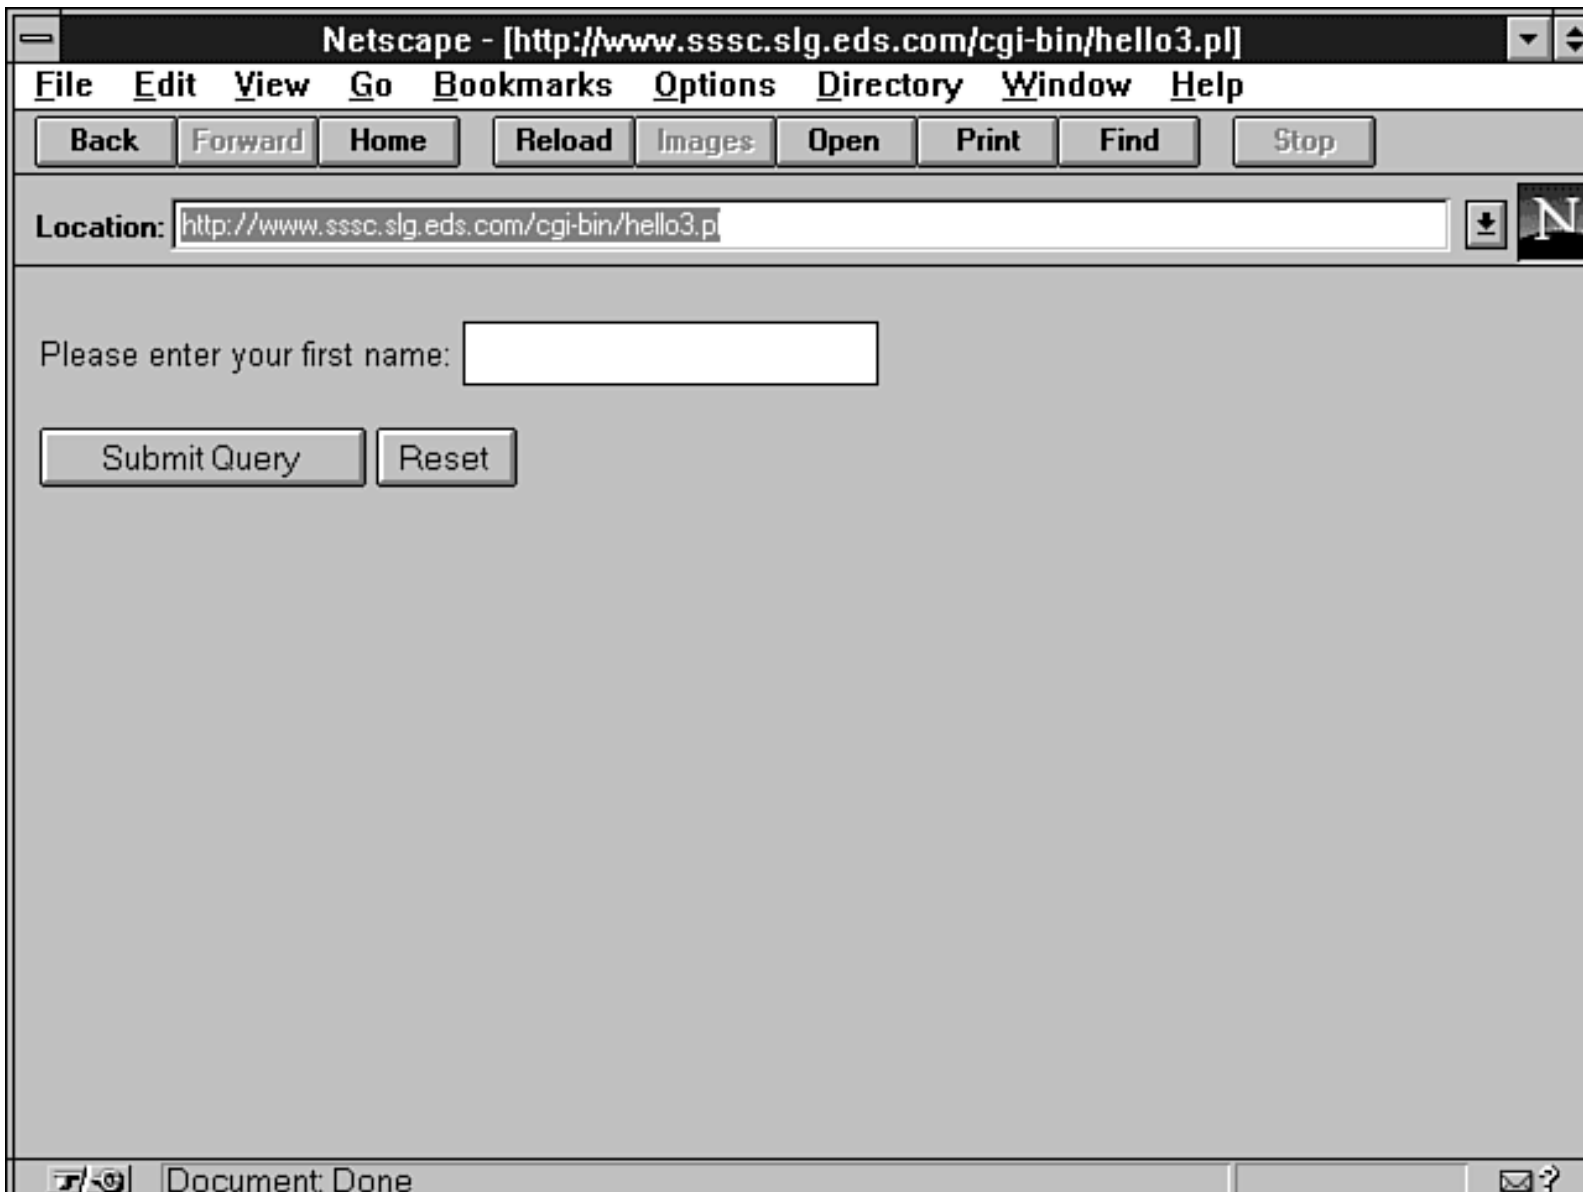 Netscape - [http://www.sssc.slg.eds.com/cgi-bin/hello3.pl]
File Edit View Go Bookmarks Options Directory Window Help
Back Forward Home Reload Images Open Print Find Stop
Location: http://www.sssc.slg.eds.com/cgi-bin/hello3.pl N
Please enter your first name:
Submit Query Reset
Document: Done ?